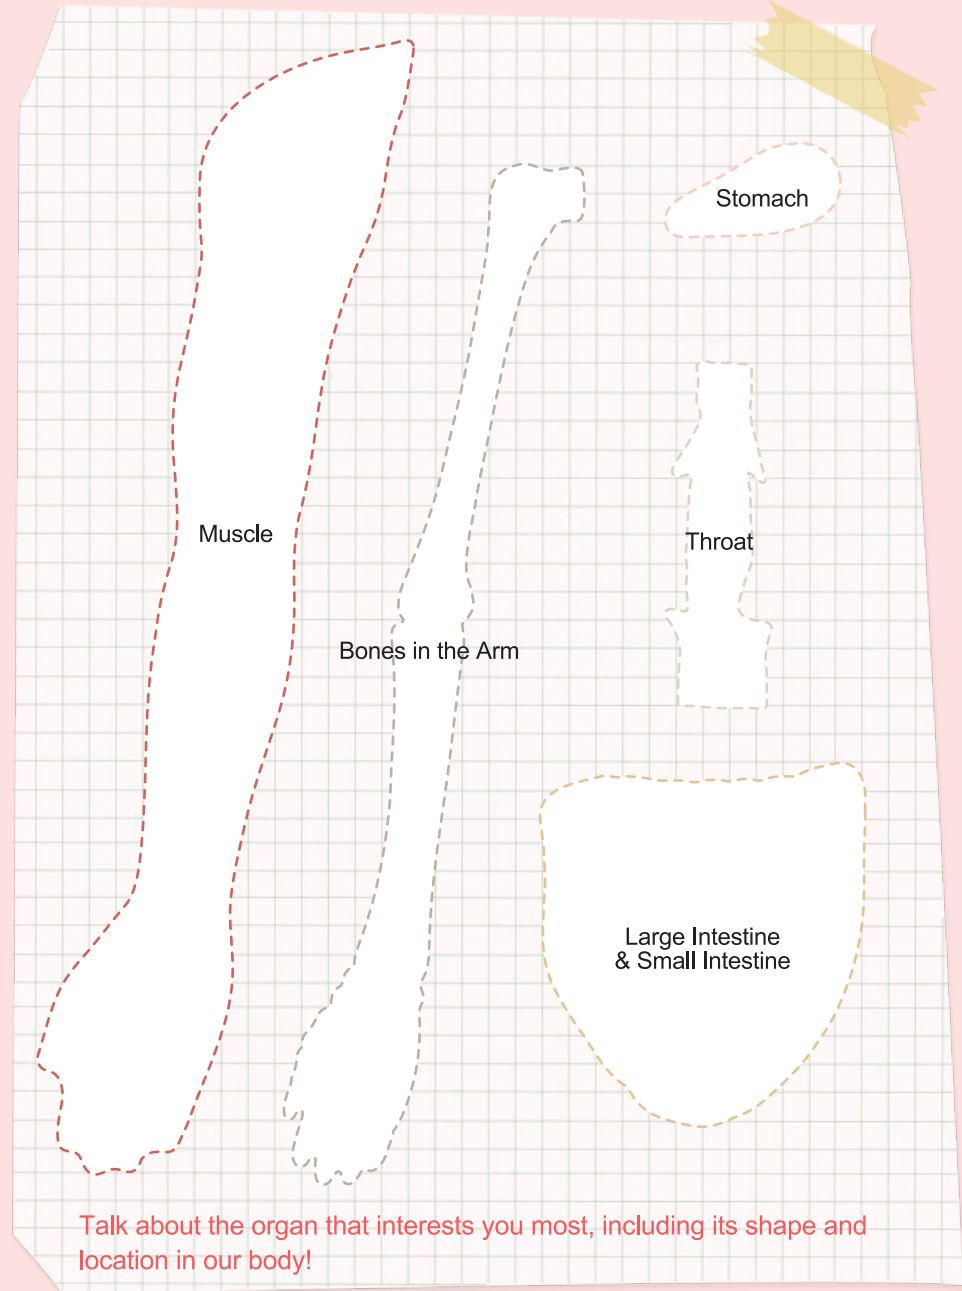 Stomach
Muscle
Throat
Bones in the Arm
Large Intestine
& Small Intestine
Talk about the organ that interests you most, including its shape and
location in our body!